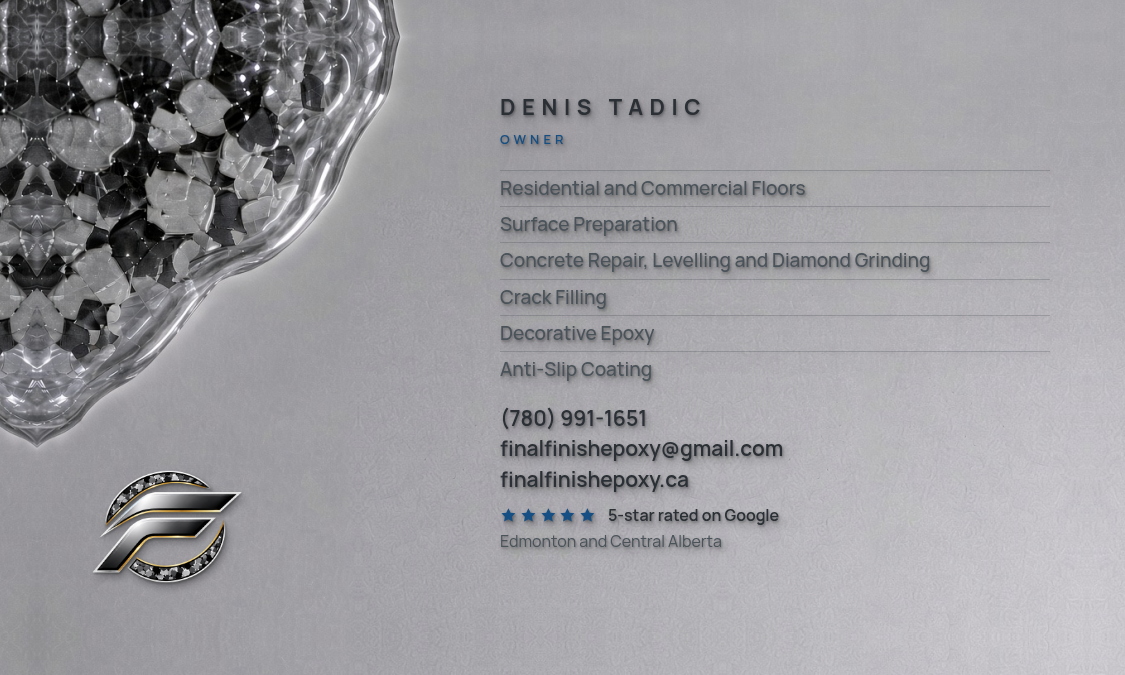 DENIS TADIC
OWNER
Residential and Commercial Floors
Surface Preparation
Concrete Repair, Levelling and Diamond Grinding
Crack Filling
Decorative Epoxy
Anti-Slip Coating
(780) 991-1651
finalfinishepoxy@gmail.com
finalfinishepoxy.ca
★★★★★ 5-star rated on Google
Edmonton and Central Alberta